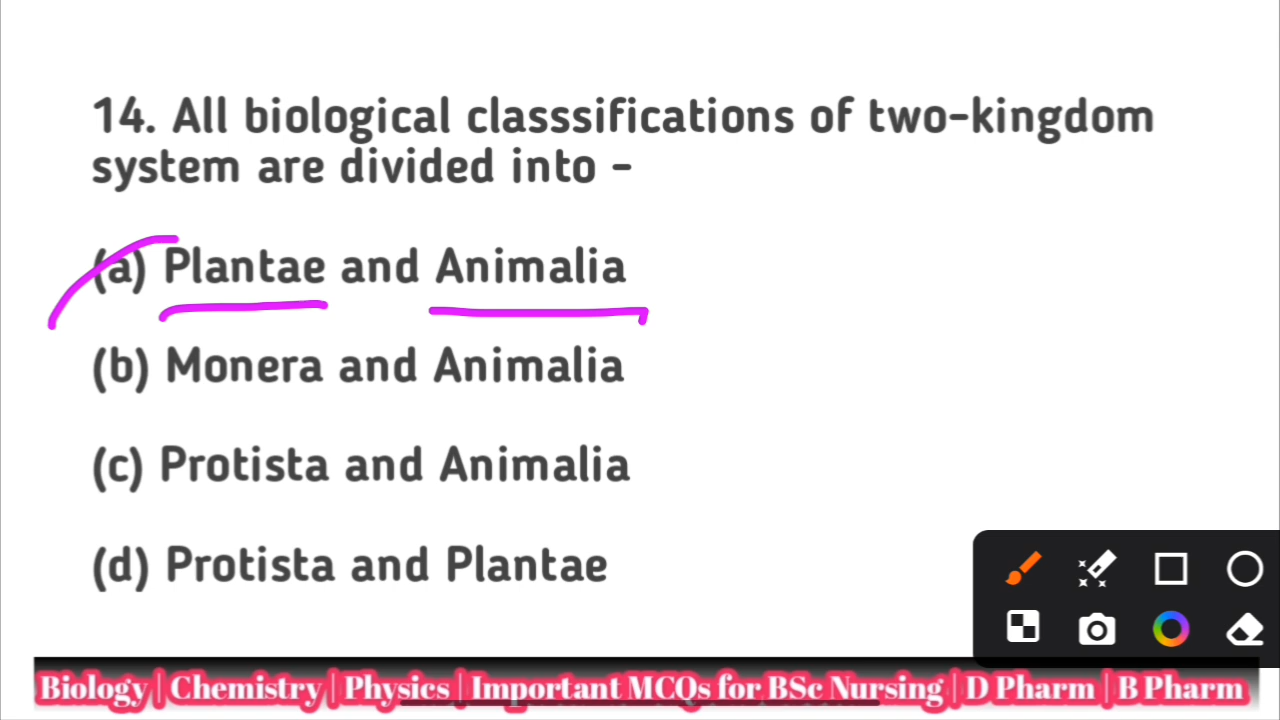 14. All biological classsifications of two-kingdom
system are divided into -
(a) Plantae and Animalia
(b) Monera and Animalia
(c) Protista and Animalia
(d) Protista and Plantae
Biology | Chemistry | Physics | Important MCQs for BSc Nursing | D Pharm | B Pharm